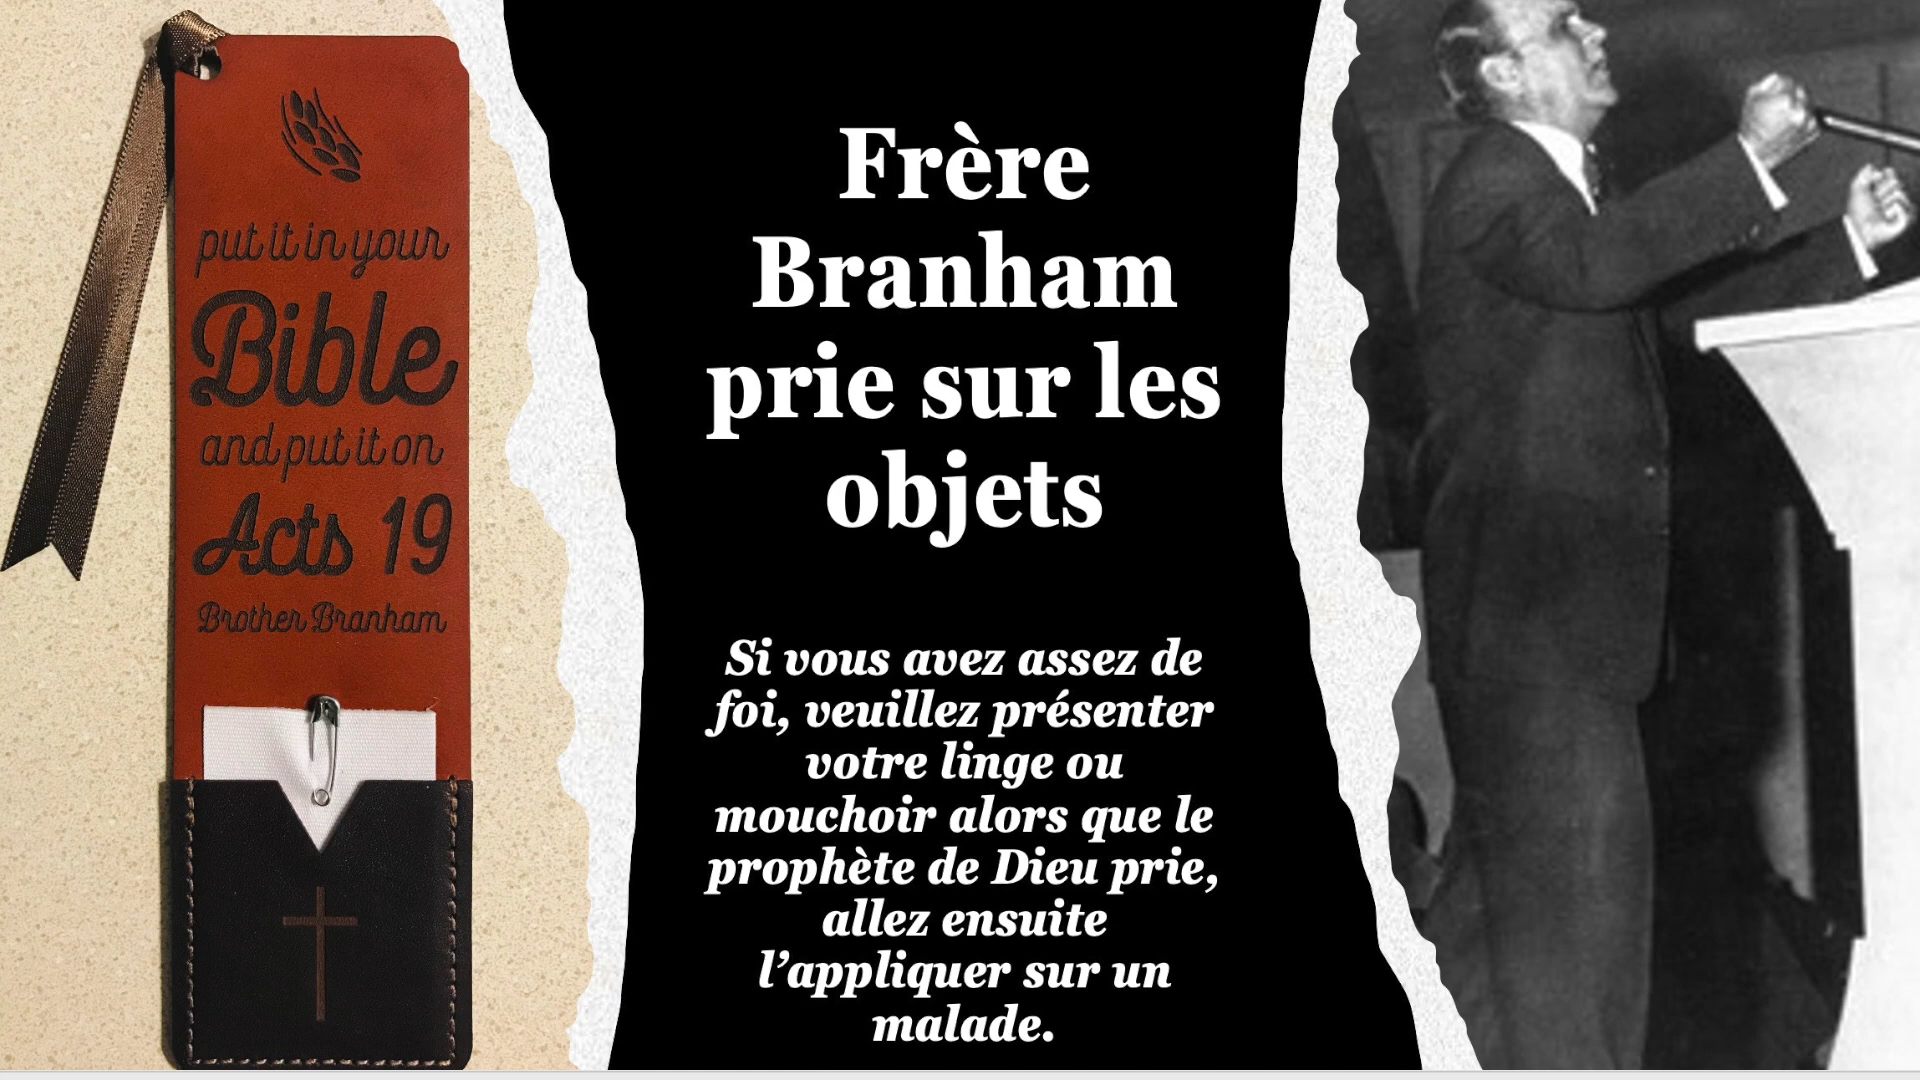 put it in your
Bible
and put it on
Acts 19
Brother Branham
Frère
Branham
prie sur les
objets
Si vous avez assez de
foi, veuillez présenter
votre linge ou
mouchoir alors que le
prophète de Dieu prie,
allez ensuite
l’appliquer sur un
malade.